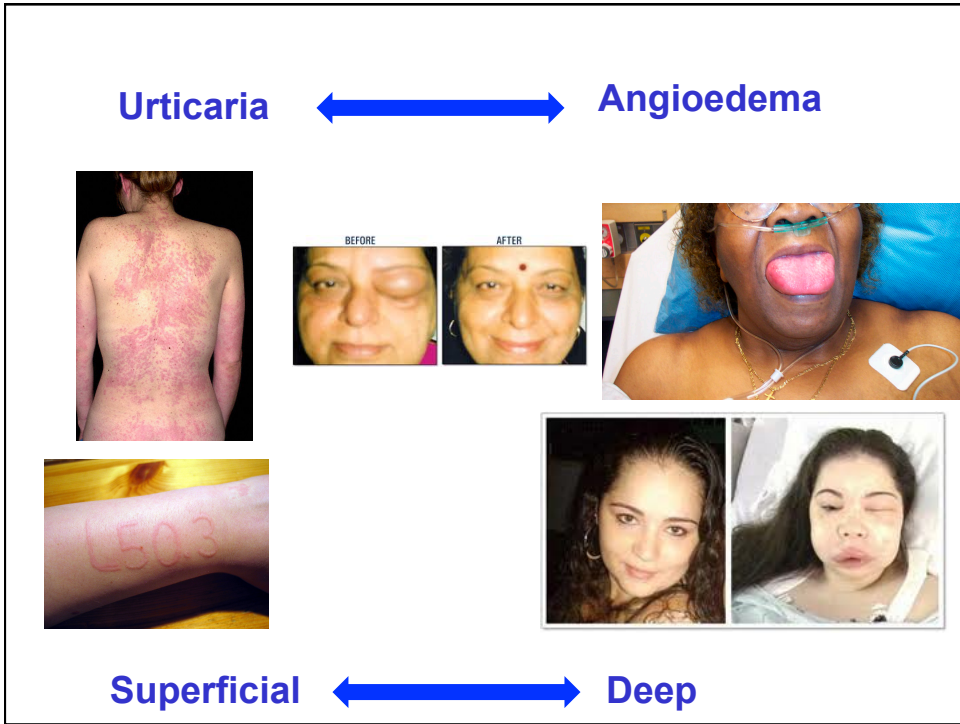 Urticaria
Angioedema
BEFORE
AFTER
L50.3
Superficial
Deep